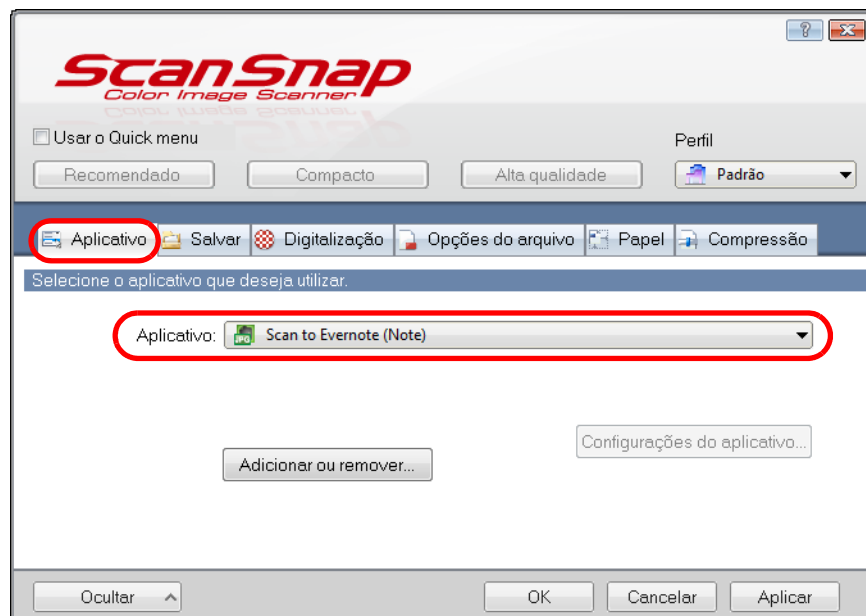 ScanSnap
Color Image Scanner
Usar o Quick menu
Perfil
Recomendado Compacto Alta qualidade Padrão
Aplicativo Salvar Digitalização Opções do arquivo Papel Compressão
Selecione o aplicativo que deseja utilizar.
Aplicativo: JPG Scan to Evernote (Note)
Configurações do aplicativo...
Adicionar ou remover...
Ocultar OK Cancelar Aplicar